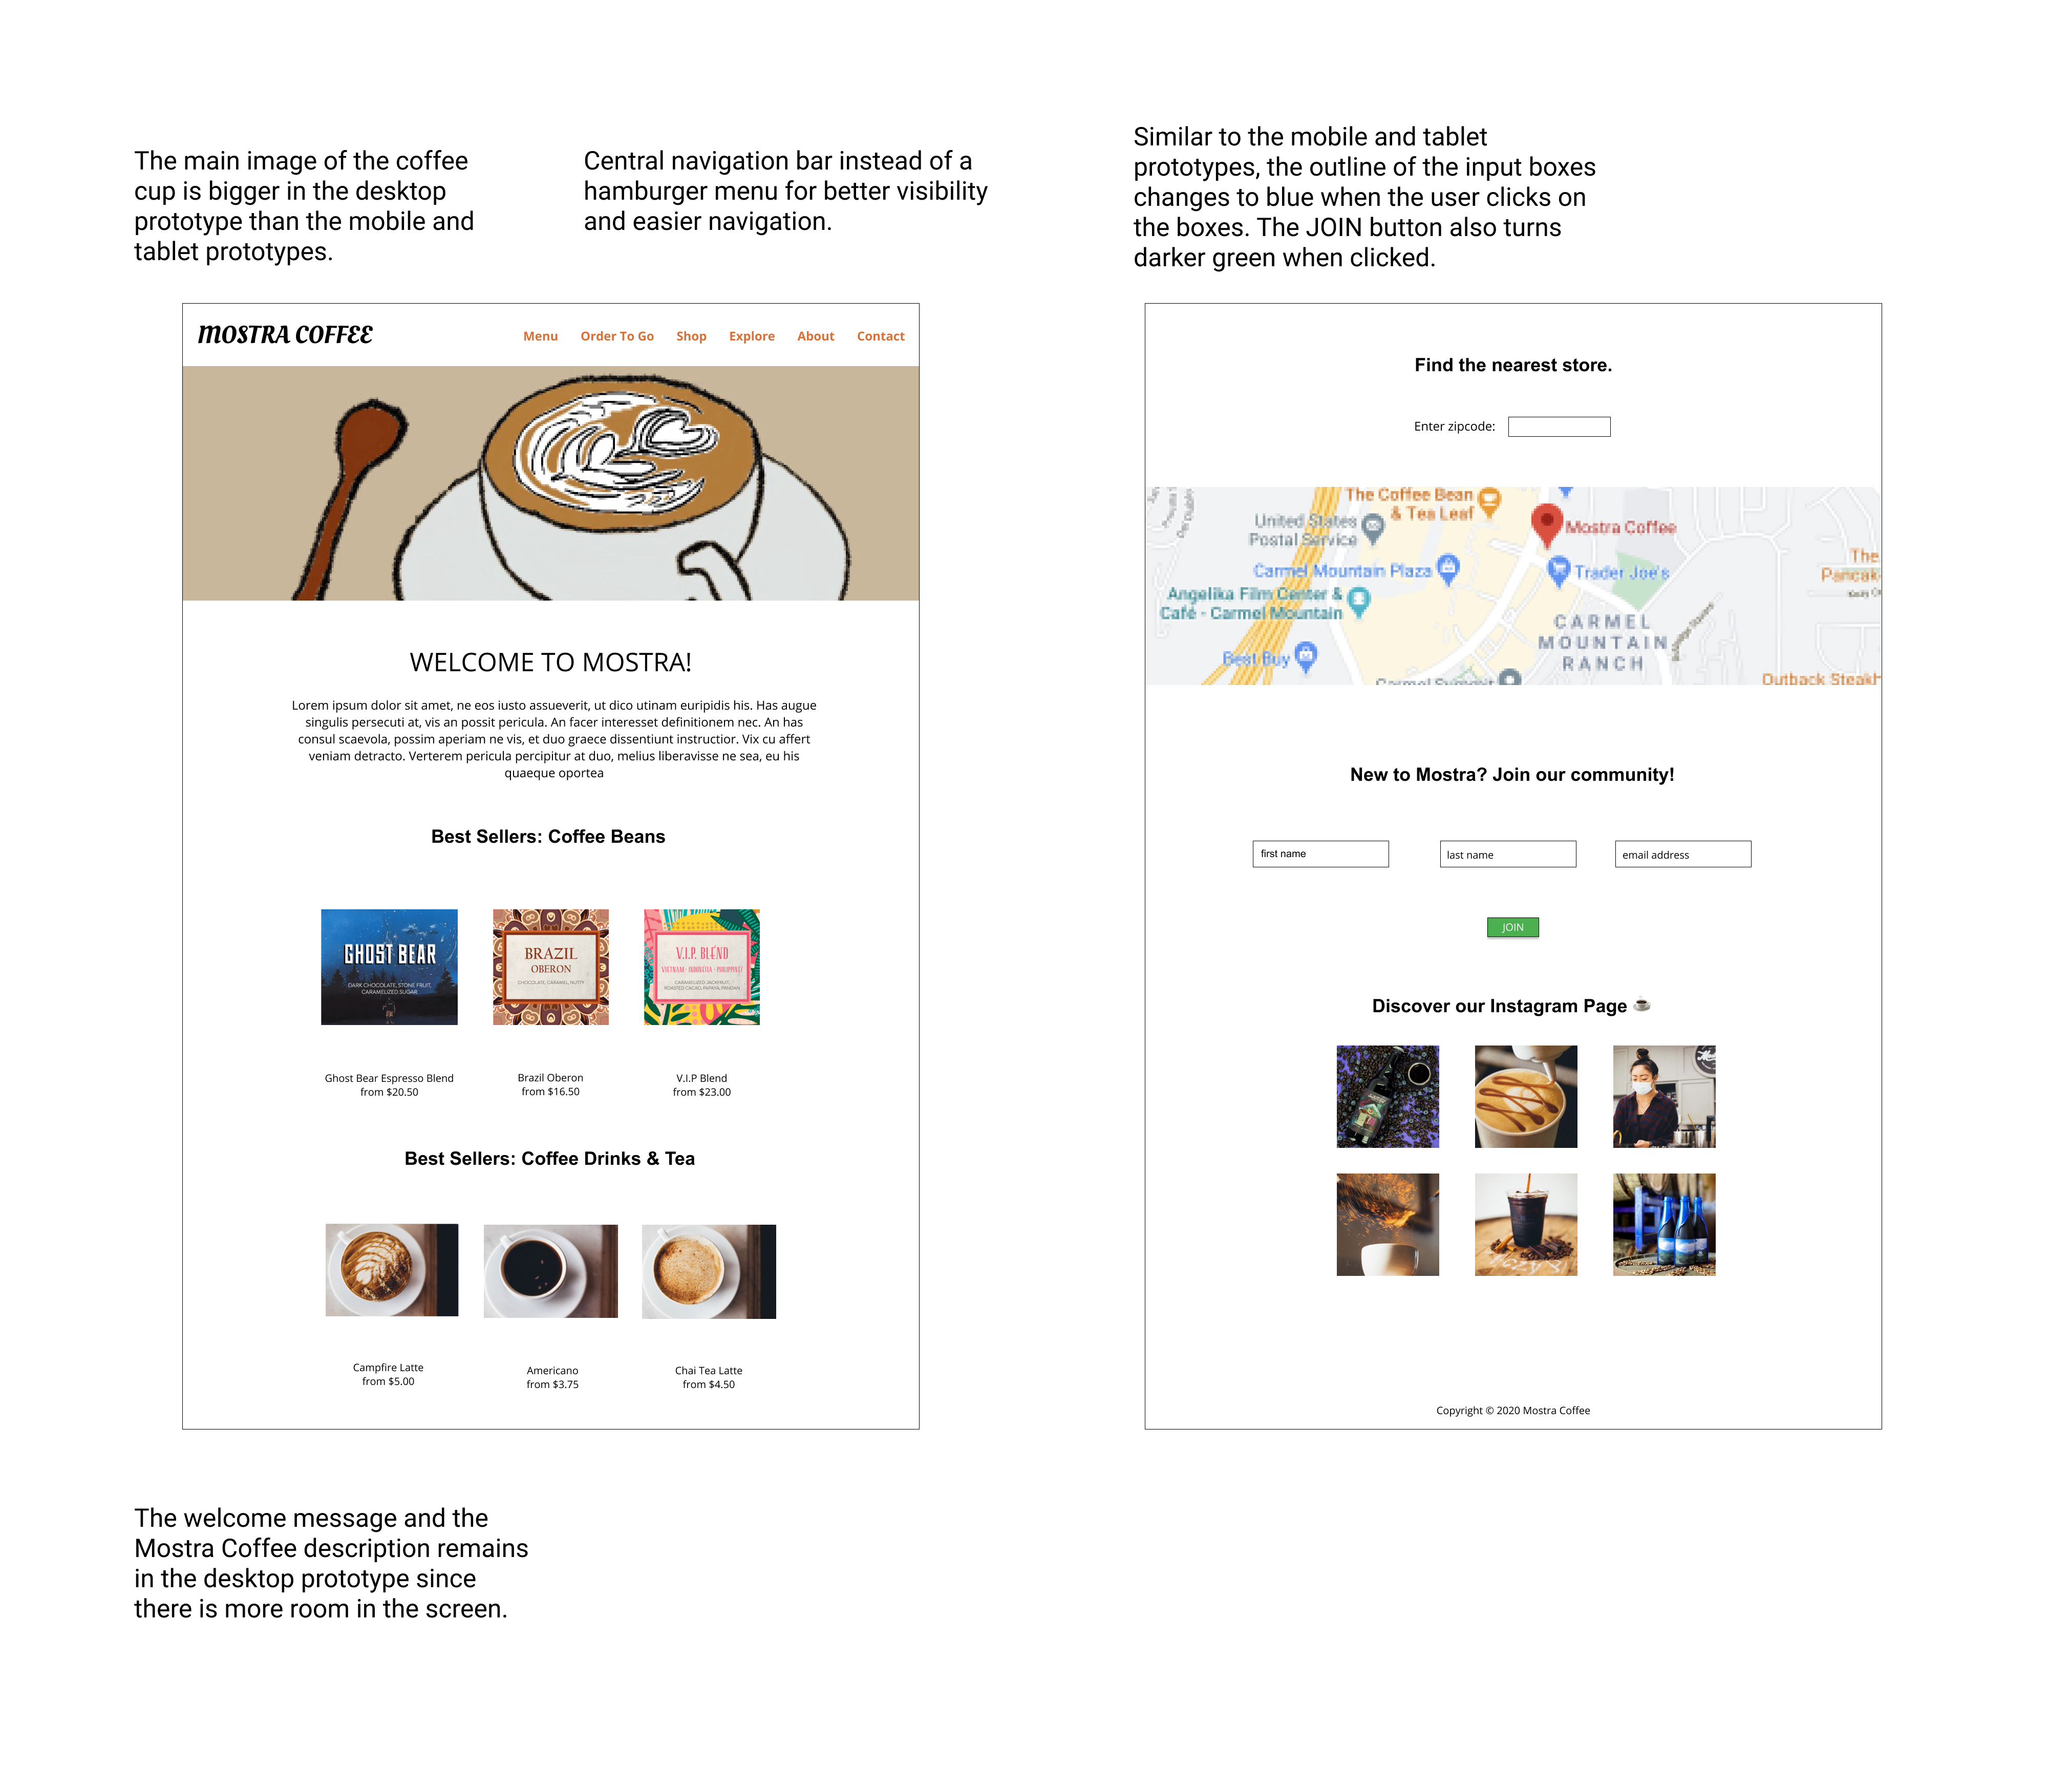 The main image of the coffee
cup is bigger in the desktop
prototype than the mobile and
tablet prototypes.
Central navigation bar instead of a
hamburger menu for better visibility
and easier navigation.
Similar to the mobile and tablet
prototypes, the outline of the input boxes
changes to blue when the user clicks on
the boxes. The JOIN button also turns
darker green when clicked.
MOSTRA COFFEE
Menu
Order To Go
Shop
Explore
About
Contact
WELCOME TO MOSTRA!
Lorem ipsum dolor sit amet, ne eos iusto assueverit, ut dico utinam euripidis his. Has augue
singulis persecuti at, vis an possit pericula. An facer interesset definitionem nec. An has
consul scaevola, possim aperiam ne vis, et duo graece dissentiunt instructior. Vix cu affert
veniam detracto. Verterem pericula percipitur at duo, melius liberavisse ne sea, eu his
quaeque oportea
Best Sellers: Coffee Beans
GHOST BEAR
DARK CHOCOLATE, STONE FRUIT,
CARAMELIZED SUGAR
BRAZIL
OBERON
CHOCOLATE, CARAMEL, NUTTY
V.I.P. BLEND
VIETNAM · INDONESIA · PHILIPPINES
CARAMELIZED JACKFRUIT,
ROASTED CACAO, PAPAYA, PANDAN
Ghost Bear Espresso Blend
from $20.50
Brazil Oberon
from $16.50
V.I.P Blend
from $23.00
Best Sellers: Coffee Drinks & Tea
Campfire Latte
from $5.00
Americano
from $3.75
Chai Tea Latte
from $4.50
The welcome message and the
Mostra Coffee description remains
in the desktop prototype since
there is more room in the screen.
Find the nearest store.
Enter zipcode:
The Coffee Bean
& Tea Leaf
United States
Postal Service
Mostra Coffee
Carmel Mountain Plaza
Trader Joe's
The
Pancak
Angelika Film Center &
Café - Carmel Mountain
CARMEL
MOUNTAIN
RANCH
Best Buy
Carmel Summit
Outback Steakh
New to Mostra? Join our community!
first name
last name
email address
JOIN
Discover our Instagram Page
Copyright © 2020 Mostra Coffee